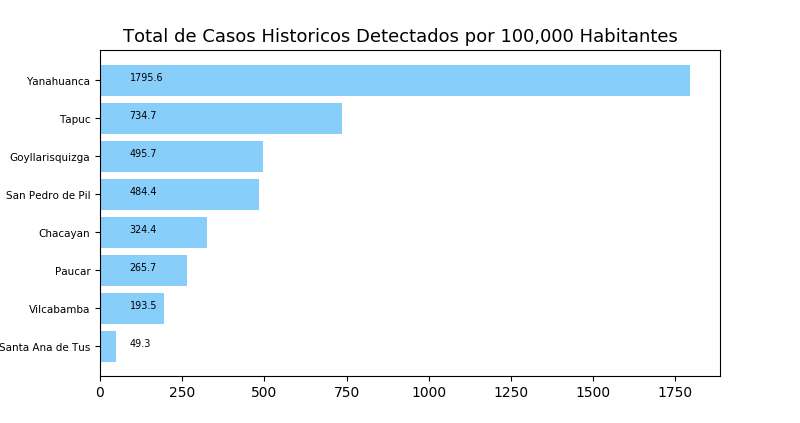 Total de Casos Historicos Detectados por 100,000 Habitantes
Yanahuanca 1795.6
Tapuc 734.7
Goyllarisquizga 495.7
San Pedro de Pil 484.4
Chacayan 324.4
Paucar 265.7
Vilcabamba 193.5
Santa Ana de Tus 49.3
0 250 500 750 1000 1250 1500 1750